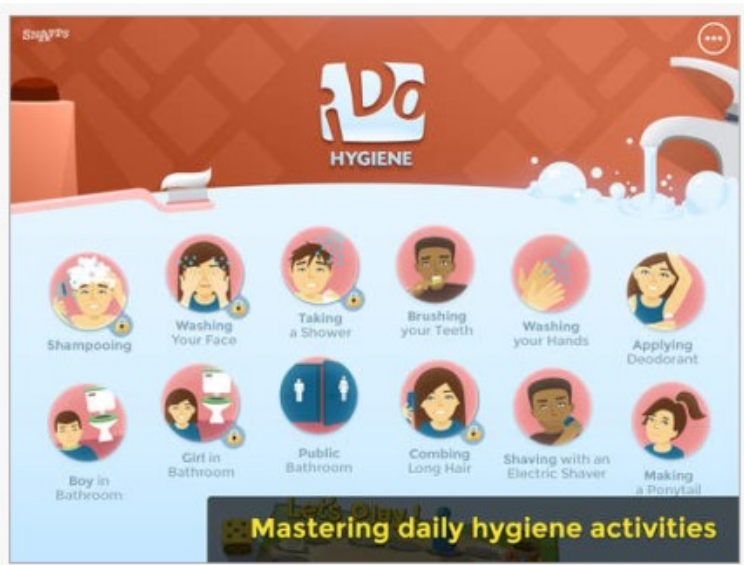 SNAPPS
iDo
HYGIENE
Shampooing
Washing
Your Face
Taking
a Shower
Brushing
your Teeth
Washing
your Hands
Applying
Deodorant
Boy in
Bathroom
Girl in
Bathroom
Public
Bathroom
Combing
Long Hair
Shaving with an
Electric Shaver
Making
a Ponytail
Let's Play!
Mastering daily hygiene activities